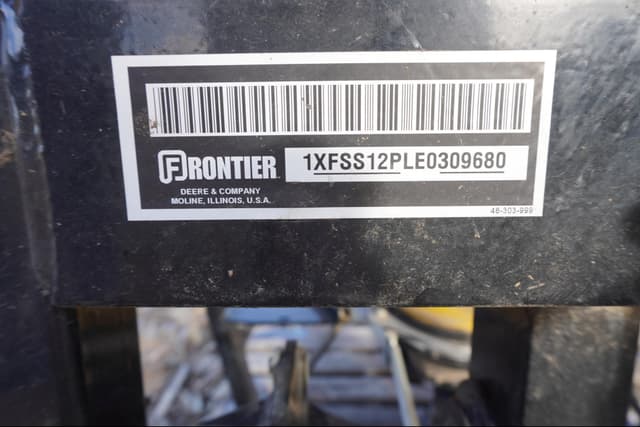 FRONTIER
1XFSS12PLE0309680
DEERE & COMPANY
MOLINE, ILLINOIS, U.S.A.
48-303-999